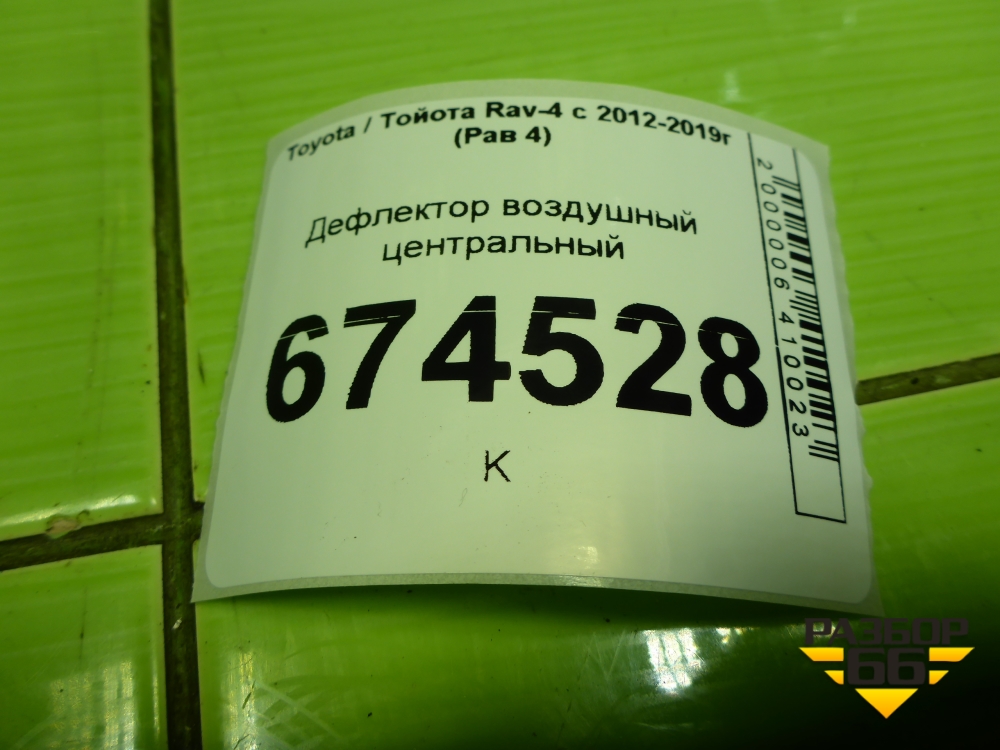 Toyota / Тойота Rav-4 с 2012-2019г
(Рав 4)
Дефлектор воздушный
центральный
674528
К
2000006410023
РАЗБОР
66